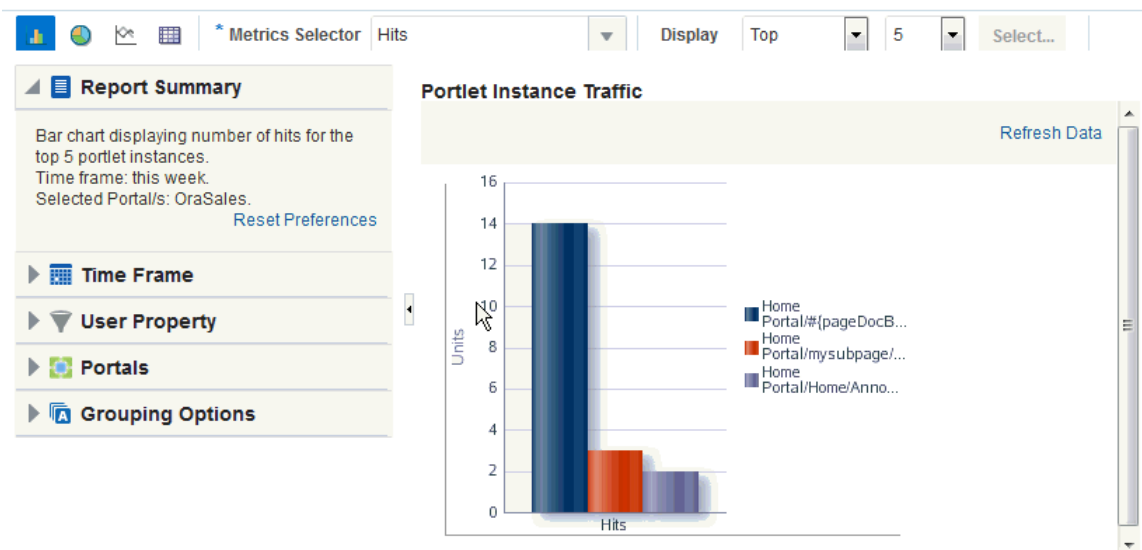 * Metrics Selector Hits Display Top 5 Select...
Report Summary
Bar chart displaying number of hits for the
top 5 portlet instances.
Time frame: this week.
Selected Portal/s: OraSales.
Reset Preferences
Time Frame
User Property
Portals
Grouping Options
Portlet Instance Traffic
Refresh Data
Units
16
14
12
10
8
6
4
2
0
Hits
Home
Portal/#{pageDocB...
Home
Portal/mysubpage/...
Home
Portal/Home/Anno...